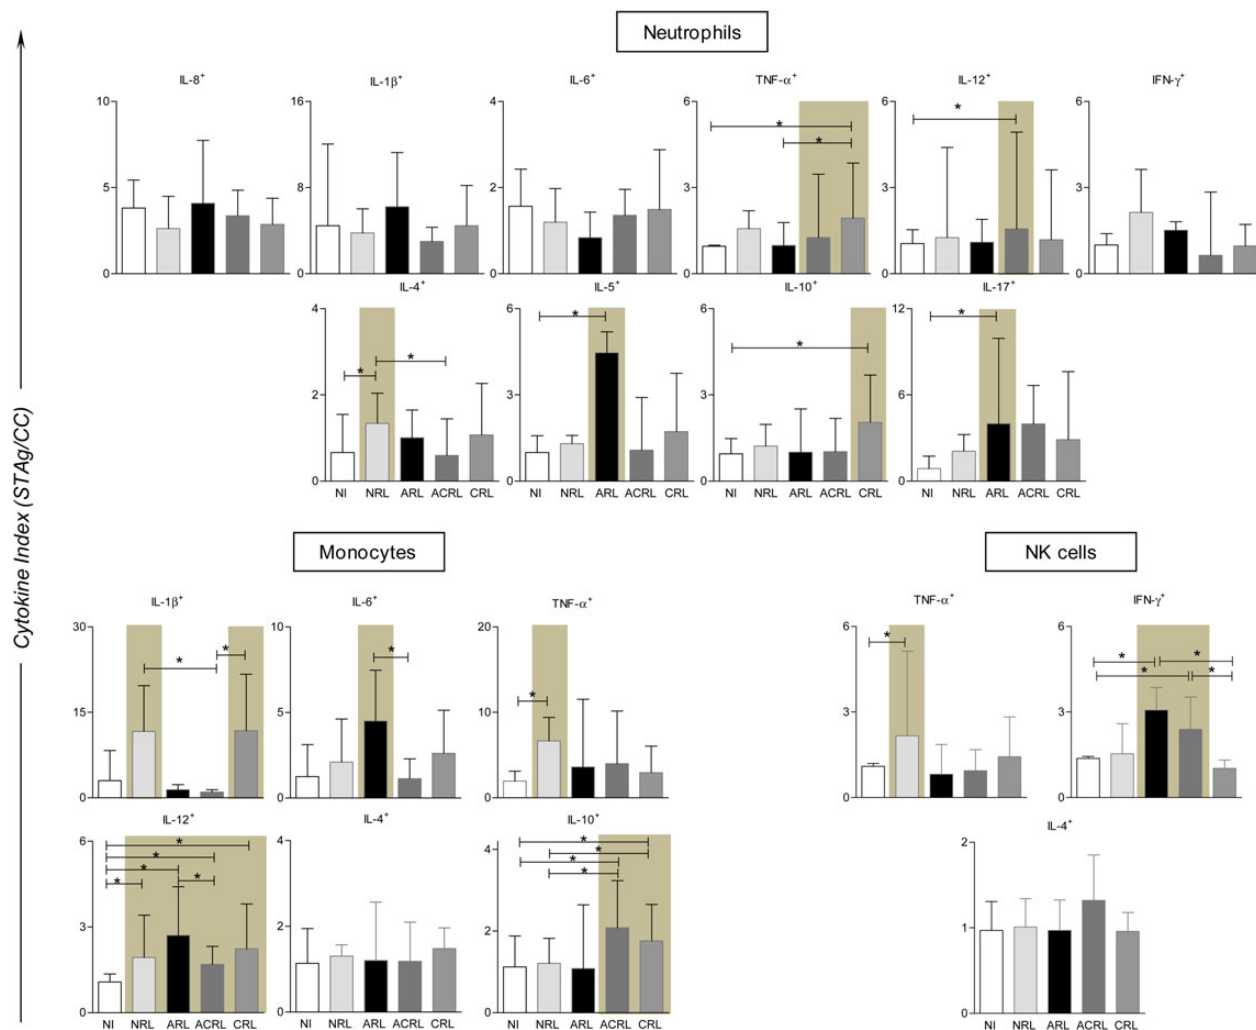 Neutrophils
IL-8⁺ IL-1β⁺ IL-6⁺ TNF-α⁺ IL-12⁺ IFN-γ⁺
10 16 4 6 6 6
* *
*
5 8 2 3 3 3
0 0 0 0 0 0
IL-4⁺ IL-5⁺ IL-10⁺ IL-17⁺
4 6 6 12
* *
* *
*
2 3 3 6
0 0 0 0
NI NRL ARL ACRL CRL NI NRL ARL ACRL CRL NI NRL ARL ACRL CRL NI NRL ARL ACRL CRL
Cytokine Index (STAg/CC)
Monocytes NK cells
IL-1β⁺ IL-6⁺ TNF-α⁺ TNF-α⁺ IFN-γ⁺
30 10 20 6 6
* * * * *
* * * *
*
15 5 10 3 3
0 0 0 0 0
IL-12⁺ IL-4⁺ IL-10⁺ IL-4⁺
6 4 4 2
* *
* *
* *
* * *
3 2 2 1
0 0 0 0
NI NRL ARL ACRL CRL NI NRL ARL ACRL CRL NI NRL ARL ACRL CRL NI NRL ARL ACRL CRL